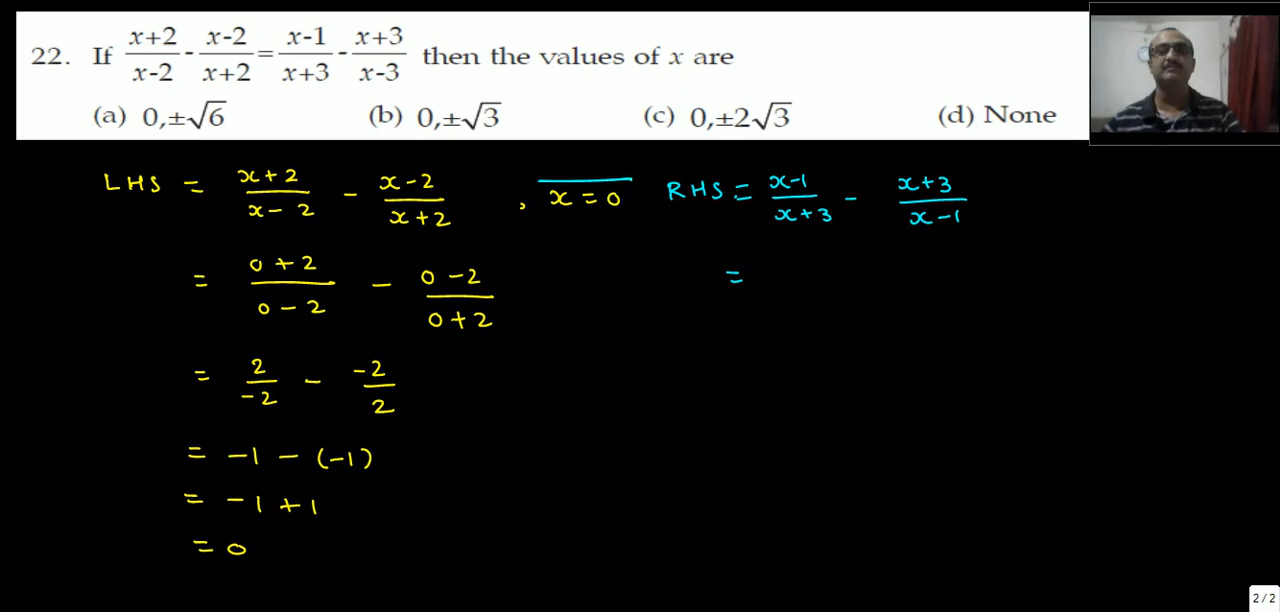 22. If x+2/x-2 - x-2/x+2 = x-1/x+3 - x+3/x-3 then the values of x are
(a) 0,±√6 (b) 0,±√3 (c) 0,±2√3 (d) None
LHS = x+2/x-2 - x-2/x+2 , x=0 RHS = x-1/x+3 - x+3/x-1
= 0+2/0-2 - 0-2/0+2 =
= 2/-2 - -2/2
= -1 - (-1)
= -1 + 1
= 0
2/2